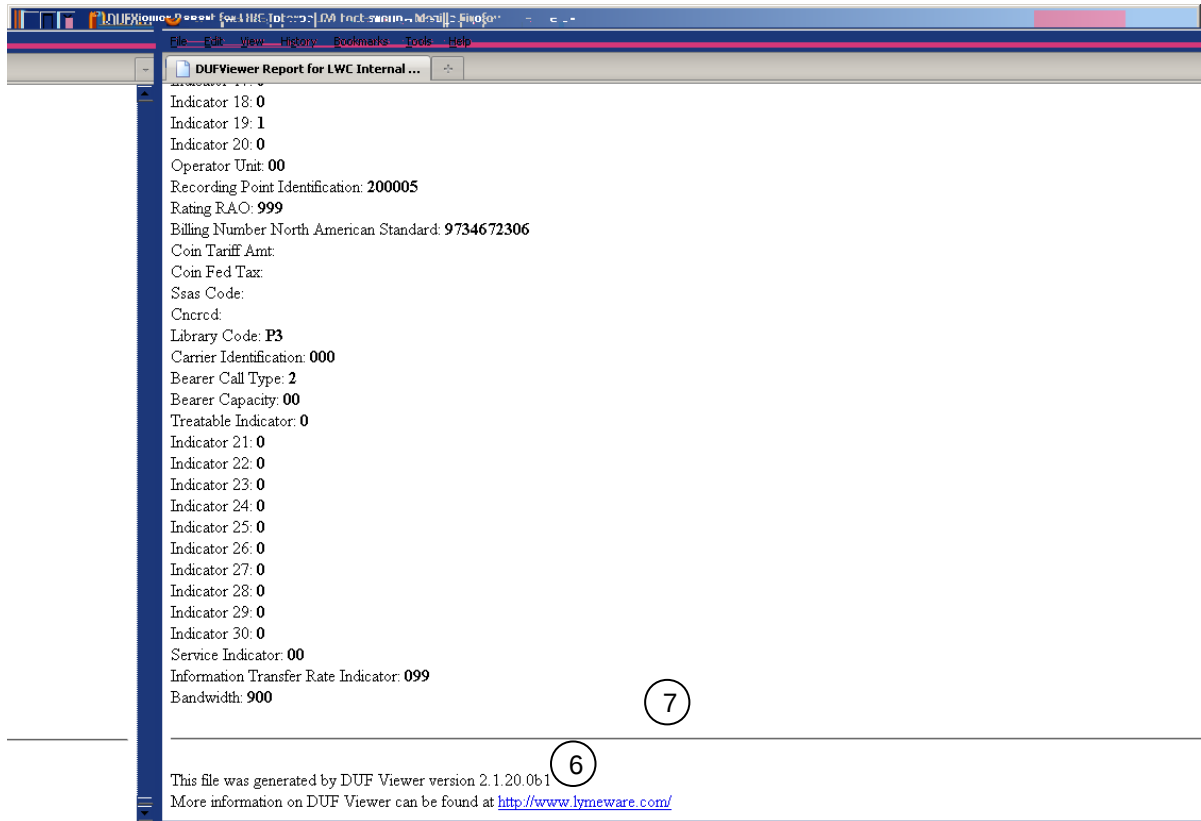 File Edit View History Bookmarks Tools Help
DUFViewer Report for LWC Internal ...
Indicator 18: 0
Indicator 19: 1
Indicator 20: 0
Operator Unit: 00
Recording Point Identification: 200005
Rating RAO: 999
Billing Number North American Standard: 9734672306
Coin Tariff Amt:
Coin Fed Tax:
Ssas Code:
Cncrcd:
Library Code: P3
Carrier Identification: 000
Bearer Call Type: 2
Bearer Capacity: 00
Treatable Indicator: 0
Indicator 21: 0
Indicator 22: 0
Indicator 23: 0
Indicator 24: 0
Indicator 25: 0
Indicator 26: 0
Indicator 27: 0
Indicator 28: 0
Indicator 29: 0
Indicator 30: 0
Service Indicator: 00
Information Transfer Rate Indicator: 099
Bandwidth: 900
7
6
This file was generated by DUF Viewer version 2.1.20.0b1
More information on DUF Viewer can be found at http://www.lymeware.com/